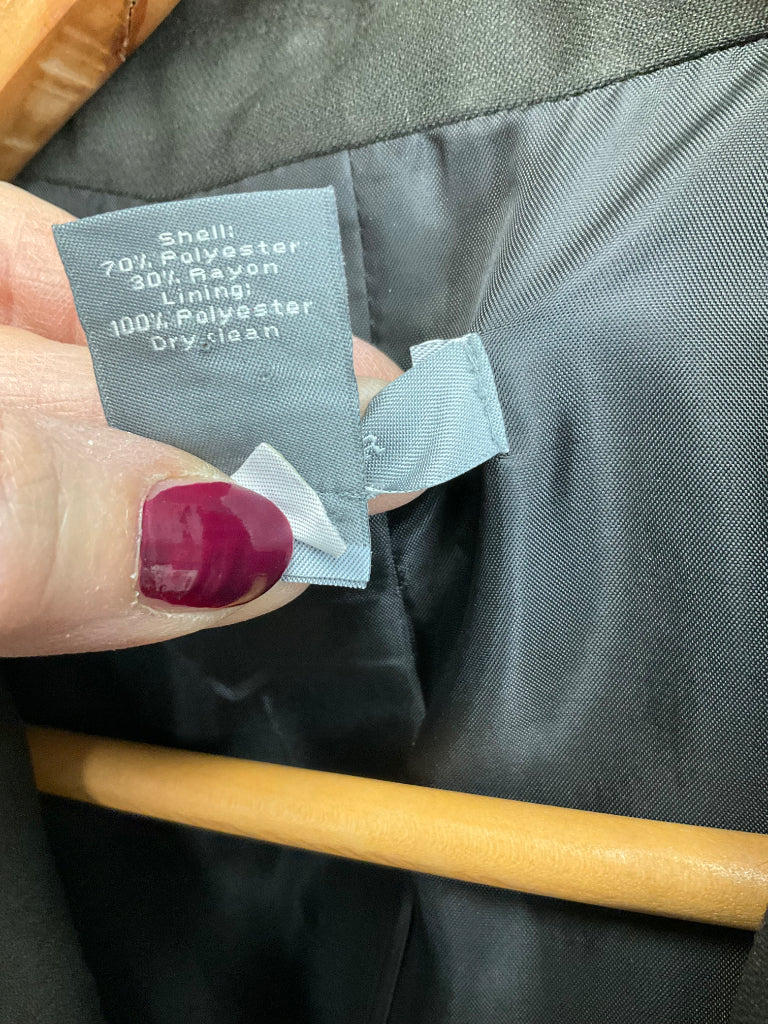 Shell:
70% Polyester
30% Rayon
Lining:
100% Polyester
Dry clean